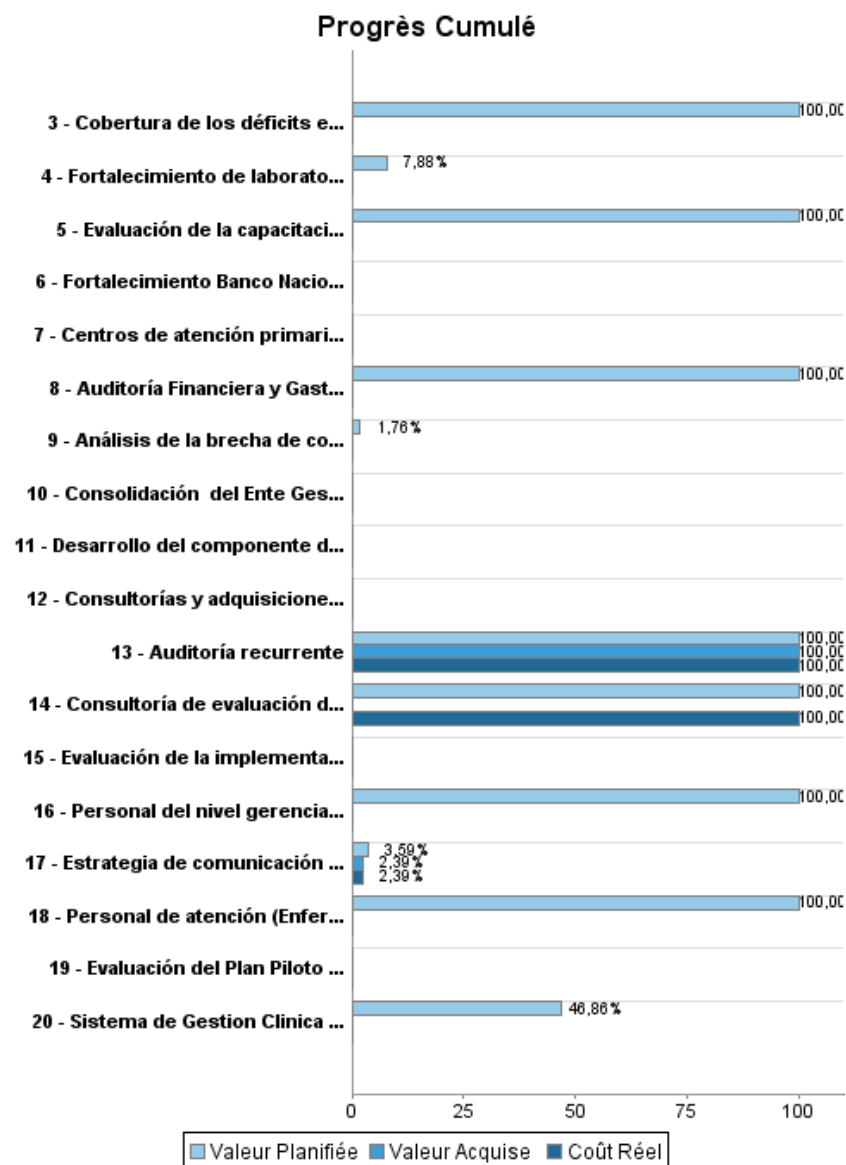 Progrès Cumulé
3 - Cobertura de los déficits e...
100,00
4 - Fortalecimiento de laborato...
7,88%
5 - Evaluación de la capacitaci...
100,00
6 - Fortalecimiento Banco Nacio...
7 - Centros de atención primari...
8 - Auditoría Financiera y Gast...
100,00
9 - Análisis de la brecha de co...
1,76%
10 - Consolidación del Ente Ges...
11 - Desarrollo del componente d...
12 - Consultorías y adquisicione...
13 - Auditoría recurrente
100,00
100,00
100,00
14 - Consultoría de evaluación d...
100,00
100,00
15 - Evaluación de la implementa...
16 - Personal del nivel gerencia...
100,00
17 - Estrategia de comunicación ...
3,59%
2,39%
2,39%
18 - Personal de atención (Enfer...
100,00
19 - Evaluación del Plan Piloto ...
20 - Sistema de Gestion Clinica ...
46,86%
0 25 50 75 100
Valeur Planifiée Valeur Acquise Coût Réel